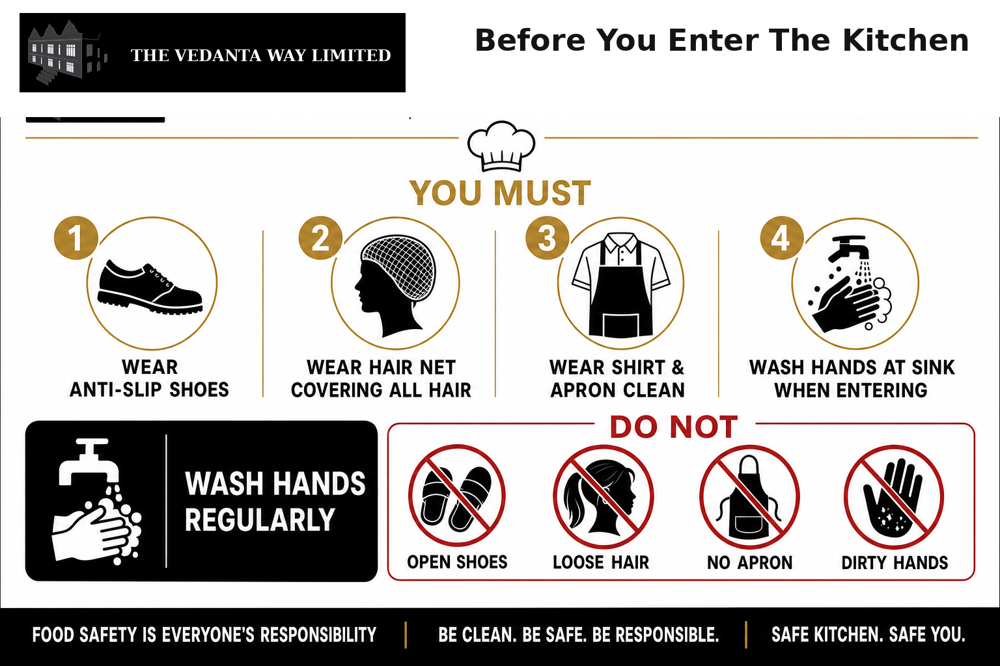 THE VEDANTA WAY LIMITED
Before You Enter The Kitchen
YOU MUST
1
WEAR
ANTI-SLIP SHOES
2
WEAR HAIR NET
COVERING ALL HAIR
3
WEAR SHIRT &
APRON CLEAN
4
WASH HANDS AT SINK
WHEN ENTERING
WASH HANDS
REGULARLY
DO NOT
OPEN SHOES
LOOSE HAIR
NO APRON
DIRTY HANDS
FOOD SAFETY IS EVERYONE’S RESPONSIBILITY
BE CLEAN. BE SAFE. BE RESPONSIBLE.
SAFE KITCHEN. SAFE YOU.